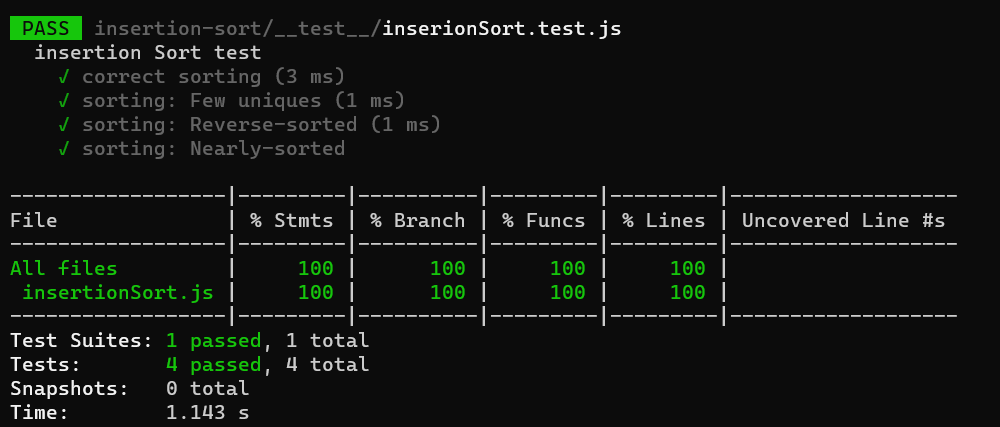 PASS insertion-sort/__test__/inserionSort.test.js
insertion Sort test
√ correct sorting (3 ms)
√ sorting: Few uniques (1 ms)
√ sorting: Reverse-sorted (1 ms)
√ sorting: Nearly-sorted
------------------|---------|----------|---------|---------|-------------------
File | % Stmts | % Branch | % Funcs | % Lines | Uncovered Line #s
------------------|---------|----------|---------|---------|-------------------
All files | 100 | 100 | 100 | 100 |
insertionSort.js | 100 | 100 | 100 | 100 |
------------------|---------|----------|---------|---------|-------------------
Test Suites: 1 passed, 1 total
Tests: 4 passed, 4 total
Snapshots: 0 total
Time: 1.143 s